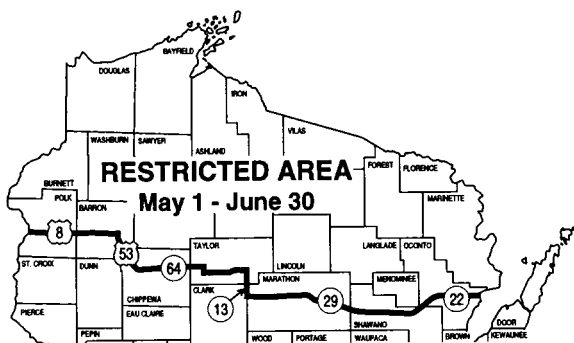 BAYFIELD
DOUGLAS
IRON
VILAS
WASHBURN
SAWYER
ASHLAND
FOREST
FLORENCE
RESTRICTED AREA
May 1 - June 30
BURNETT
MARINETTE
POLK
BARRON
8
53
TAYLOR
LANGLADE
OCONTO
ST. CROIX
DUNN
64
LINCOLN
MARATHON
MENOMINEE
CLARK
CHIPPEWA
13
29
22
PIERCE
EAU CLAIRE
SHAWANO
DOOR
PEPIN
WOOD
PORTAGE
WAUPACA
BROWN
KEWAUNEE